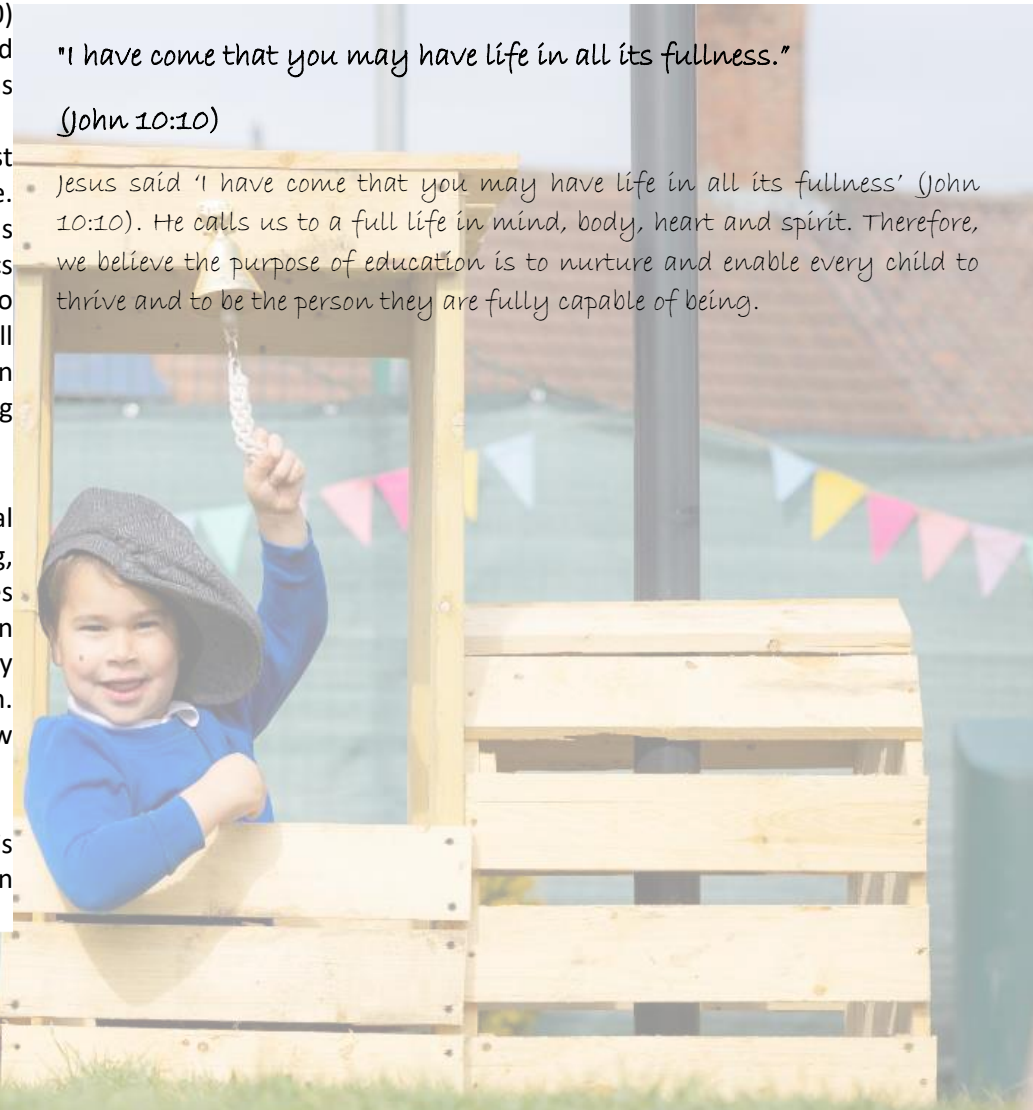 "I have come that you may have life in all its fullness.”
(John 10:10)
Jesus said ‘I have come that you may have life in all its fullness’ (John
10:10). He calls us to a full life in mind, body, heart and spirit. Therefore,
we believe the purpose of education is to nurture and enable every child to
thrive and to be the person they are fully capable of being.